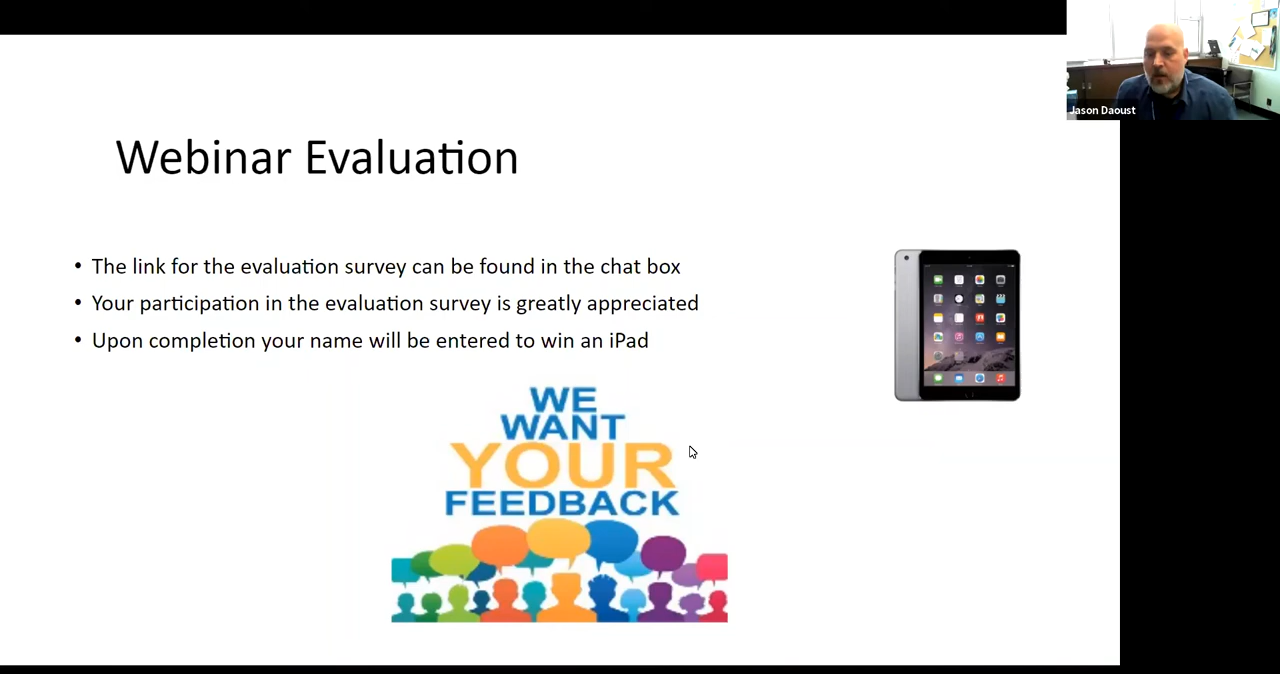 Jason Daoust
Webinar Evaluation
• The link for the evaluation survey can be found in the chat box
• Your participation in the evaluation survey is greatly appreciated
• Upon completion your name will be entered to win an iPad
WE
WANT
YOUR
FEEDBACK